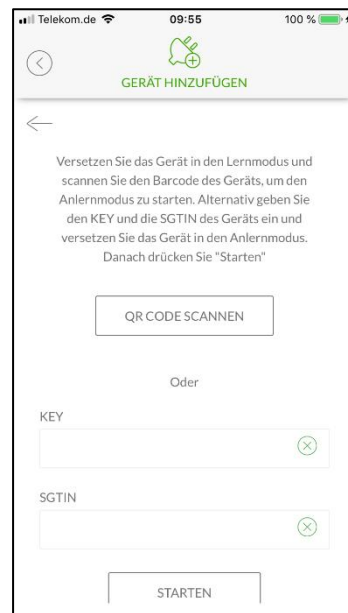 Telekom.de 09:55 100 %
GERÄT HINZUFÜGEN
Versetzen Sie das Gerät in den Lernmodus und
scannen Sie den Barcode des Geräts, um den
Anlernmodus zu starten. Alternativ geben Sie
den KEY und die SGTIN des Geräts ein und
versetzen Sie das Gerät in den Anlernmodus.
Danach drücken Sie "Starten"
QR CODE SCANNEN
Oder
KEY
SGTIN
STARTEN